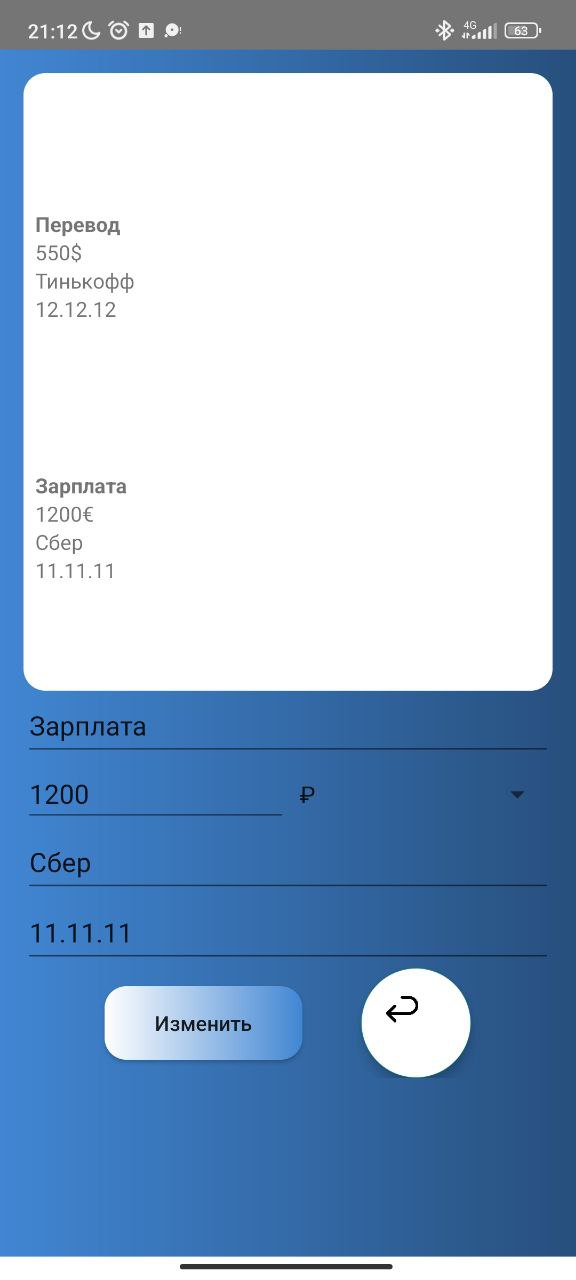 21:12
4G
63
Перевод
550$
Тинькофф
12.12.12
Зарплата
1200€
Сбер
11.11.11
Зарплата
1200 ₽
Сбер
11.11.11
Изменить